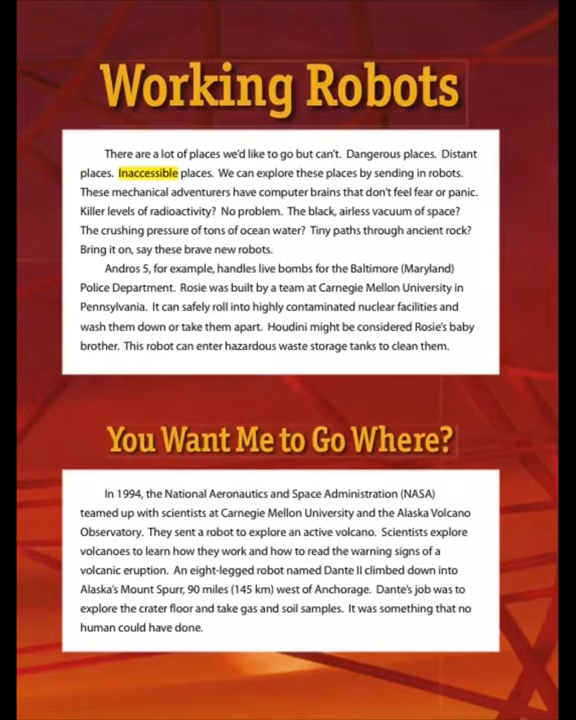 Working Robots
There are a lot of places we'd like to go but can't. Dangerous places. Distant
places. Inaccessible places. We can explore these places by sending in robots.
These mechanical adventurers have computer brains that don't feel fear or panic.
Killer levels of radioactivity? No problem. The black, airless vacuum of space?
The crushing pressure of tons of ocean water? Tiny paths through ancient rock?
Bring it on, say these brave new robots.
Andros 5, for example, handles live bombs for the Baltimore (Maryland)
Police Department. Rosie was built by a team at Carnegie Mellon University in
Pennsylvania. It can safely roll into highly contaminated nuclear facilities and
wash them down or take them apart. Houdini might be considered Rosie's baby
brother. This robot can enter hazardous waste storage tanks to clean them.
You Want Me to Go Where?
In 1994, the National Aeronautics and Space Administration (NASA)
teamed up with scientists at Carnegie Mellon University and the Alaska Volcano
Observatory. They sent a robot to explore an active volcano. Scientists explore
volcanoes to learn how they work and how to read the warning signs of a
volcanic eruption. An eight-legged robot named Dante II climbed down into
Alaska's Mount Spurr, 90 miles (145 km) west of Anchorage. Dante's job was to
explore the crater floor and take gas and soil samples. It was something that no
human could have done.